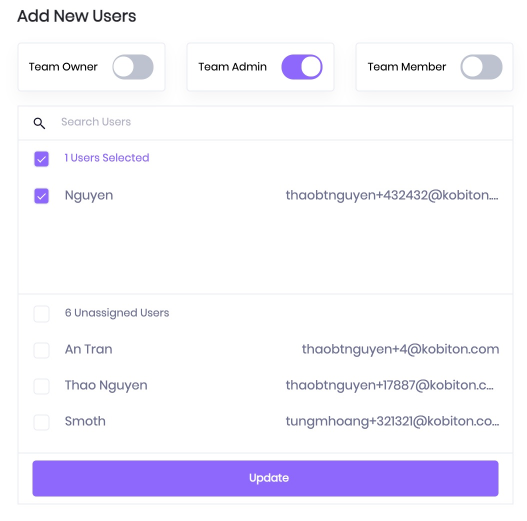 Add New Users
Team Owner
Team Admin
Team Member
Search Users
1 Users Selected
Nguyen thaobtnguyen+432432@kobiton....
6 Unassigned Users
An Tran thaobtnguyen+4@kobiton.com
Thao Nguyen thaobtnguyen+17887@kobiton.c...
Smoth tungmhoang+321321@kobiton.co...
Update